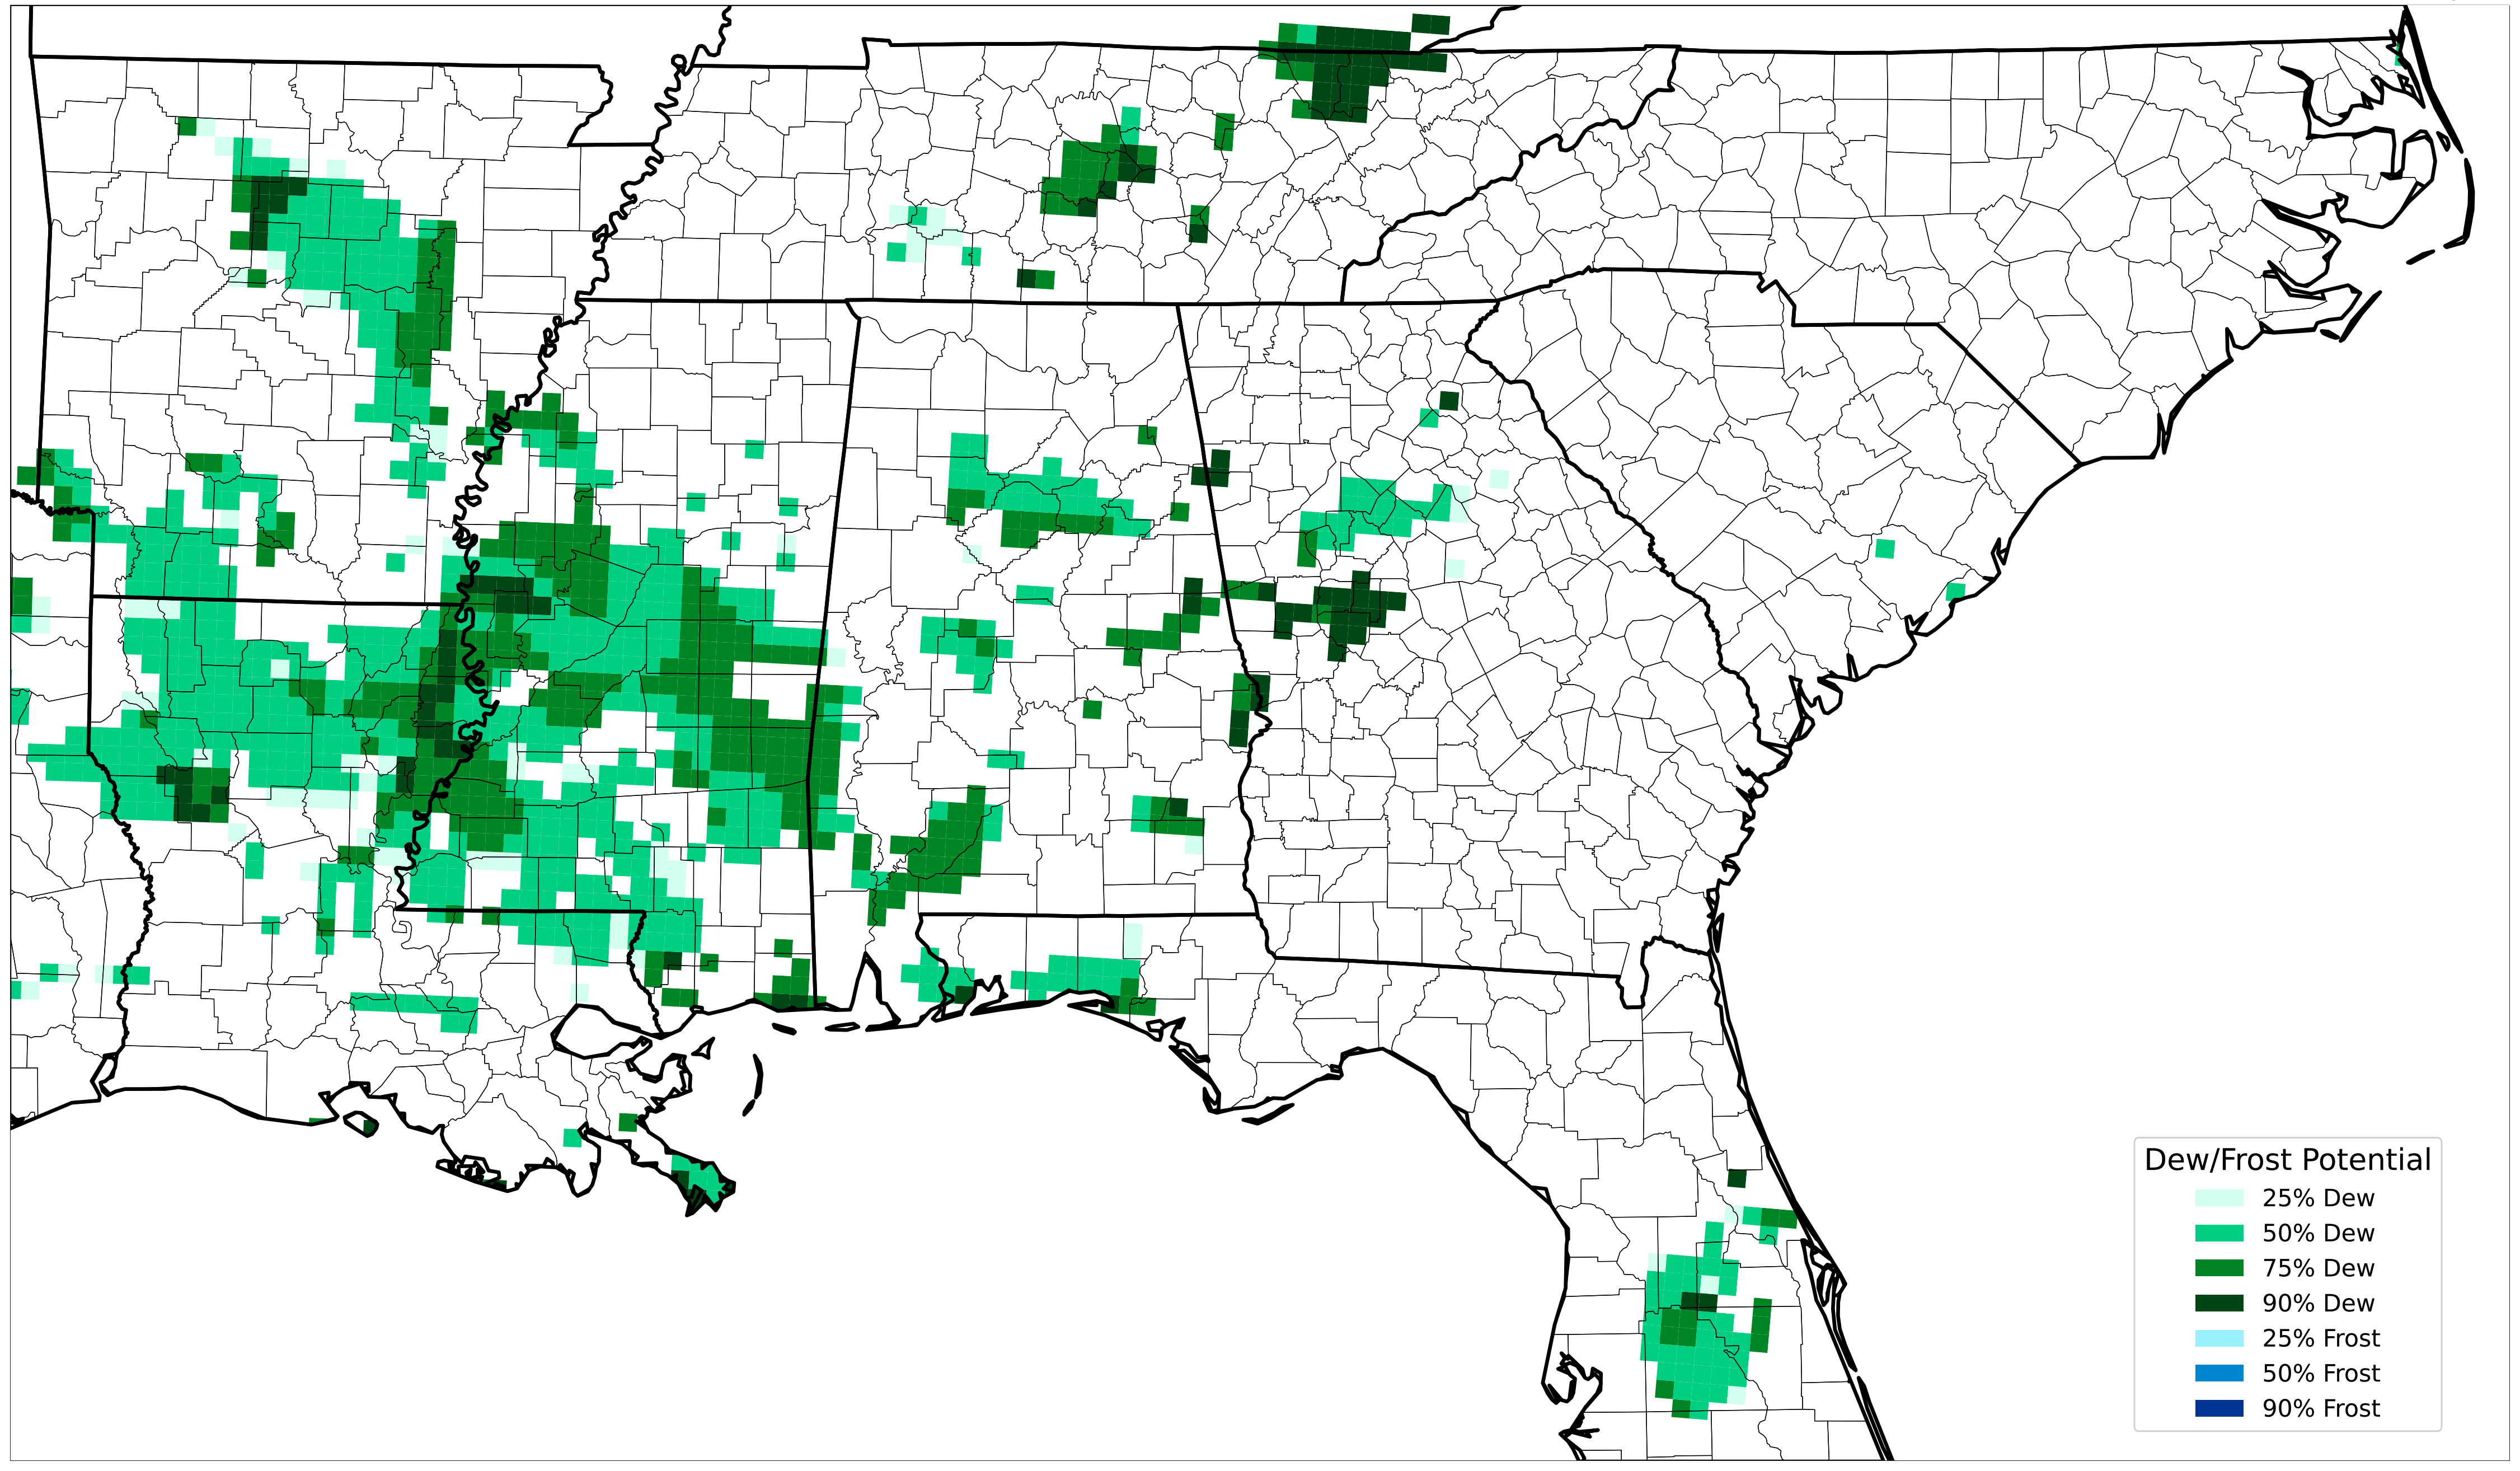 Dew/Frost Potential
25% Dew
50% Dew
75% Dew
90% Dew
25% Frost
50% Frost
90% Frost